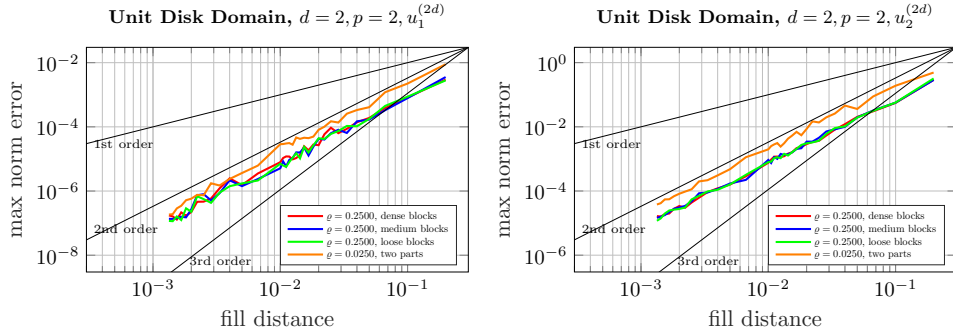 Unit Disk Domain, d = 2, p = 2, u_1^{(2d)}
max norm error
10^{-2}
10^{-4}
10^{-6}
10^{-8}
1st order
2nd order
3rd order
ϱ = 0.2500, dense blocks
ϱ = 0.2500, medium blocks
ϱ = 0.2500, loose blocks
ϱ = 0.0250, two parts
10^{-3}
10^{-2}
10^{-1}
fill distance
Unit Disk Domain, d = 2, p = 2, u_2^{(2d)}
max norm error
10^{0}
10^{-2}
10^{-4}
10^{-6}
1st order
2nd order
3rd order
ϱ = 0.2500, dense blocks
ϱ = 0.2500, medium blocks
ϱ = 0.2500, loose blocks
ϱ = 0.0250, two parts
10^{-3}
10^{-2}
10^{-1}
fill distance